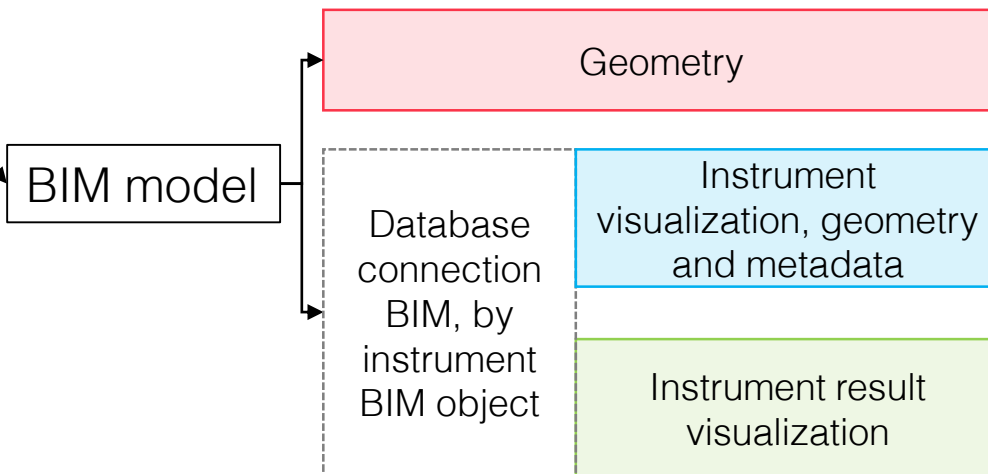 Geometry
BIM model
Database
connection
BIM, by
instrument
BIM object
Instrument
visualization, geometry
and metadata
Instrument result
visualization